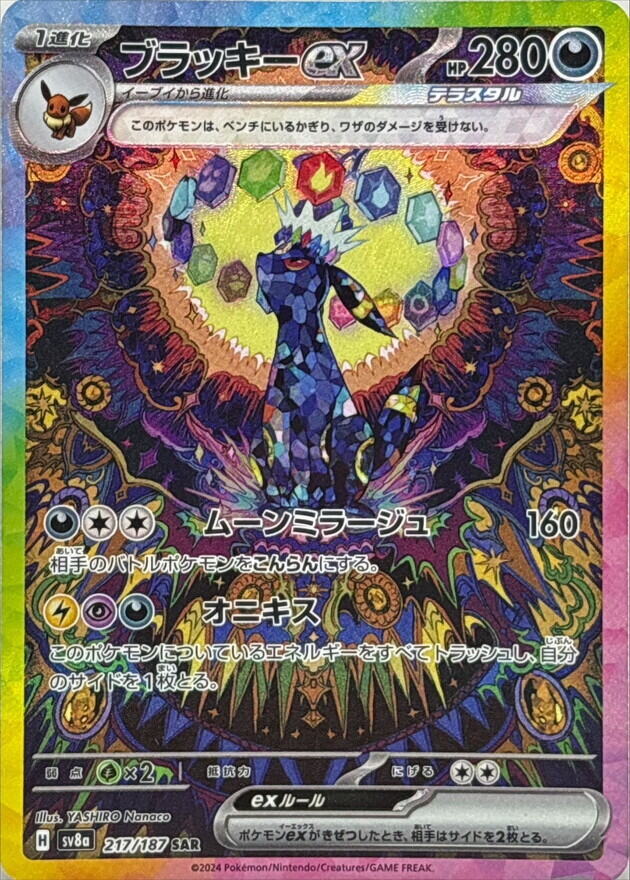 1進化 ブラッキーex HP280
イーブイから進化 テラスタル
このポケモンは、ベンチにいるかぎり、ワザのダメージを受けない。
ムーンミラージュ 160
相手のバトルポケモンをこんらんにする。
オニキス
このポケモンについているエネルギーをすべてトラッシュし、自分
のサイドを1枚とる。
弱点 ×2 抵抗力 にげる
Illus. YASHIRO Nanaco
exルール
ポケモンexがきぜつしたとき、相手はサイドを2枚とる。
H sv8a 217/187 SAR
©2024 Pokémon/Nintendo/Creatures/GAME FREAK.